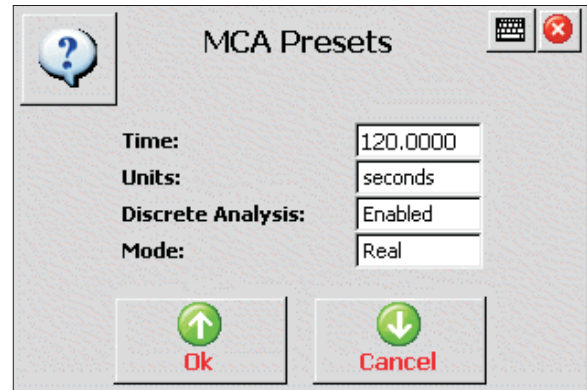 MCA Presets
Time: 120.0000
Units: seconds
Discrete Analysis: Enabled
Mode: Real
Ok Cancel